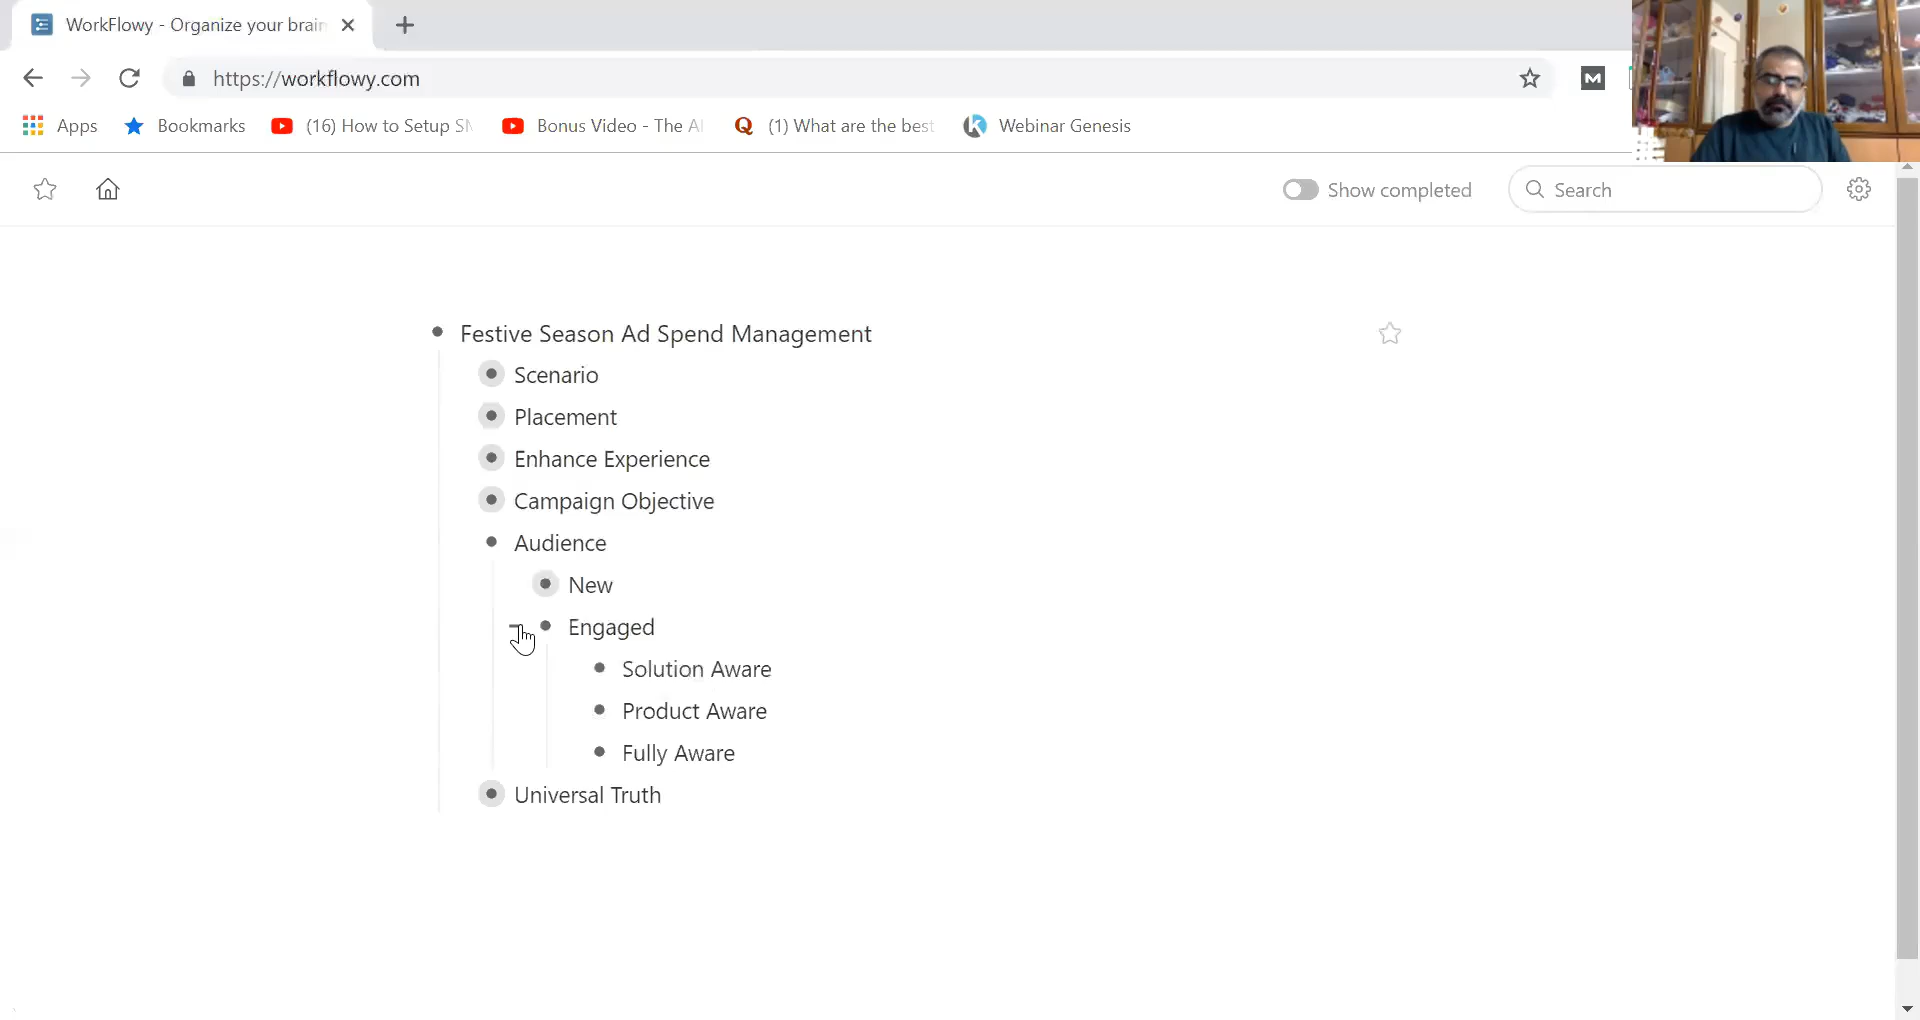 WorkFlowy - Organize your brain
https://workflowy.com
Apps
Bookmarks
(16) How to Setup SM
Bonus Video - The A
(1) What are the best
Webinar Genesis
Show completed
Search
Festive Season Ad Spend Management
Scenario
Placement
Enhance Experience
Campaign Objective
Audience
New
Engaged
Solution Aware
Product Aware
Fully Aware
Universal Truth